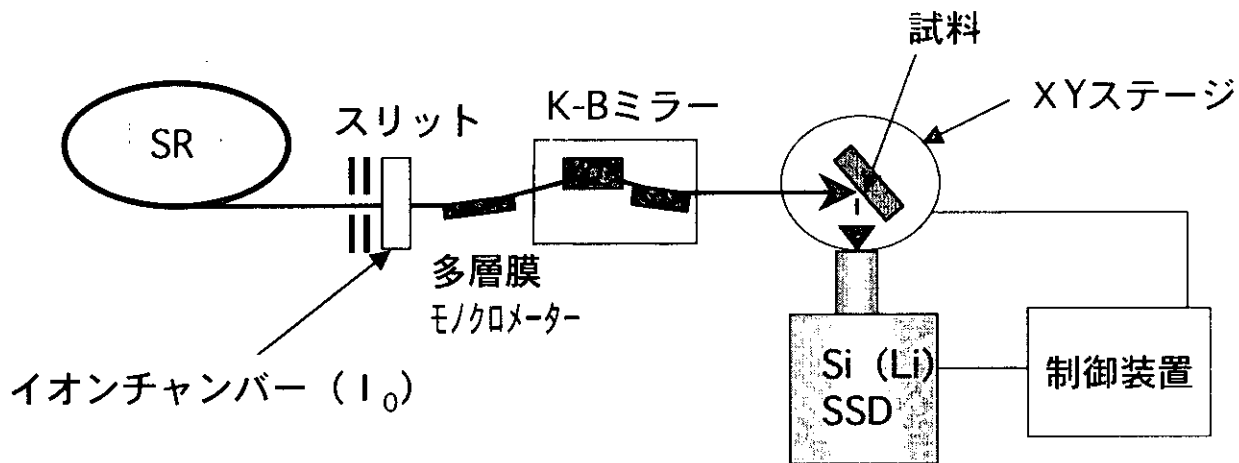 試料
XYステージ
K-Bミラー
スリット
SR
多層膜
モノクロメーター
イオンチャンバー（I₀）
Si (Li)
SSD
制御装置